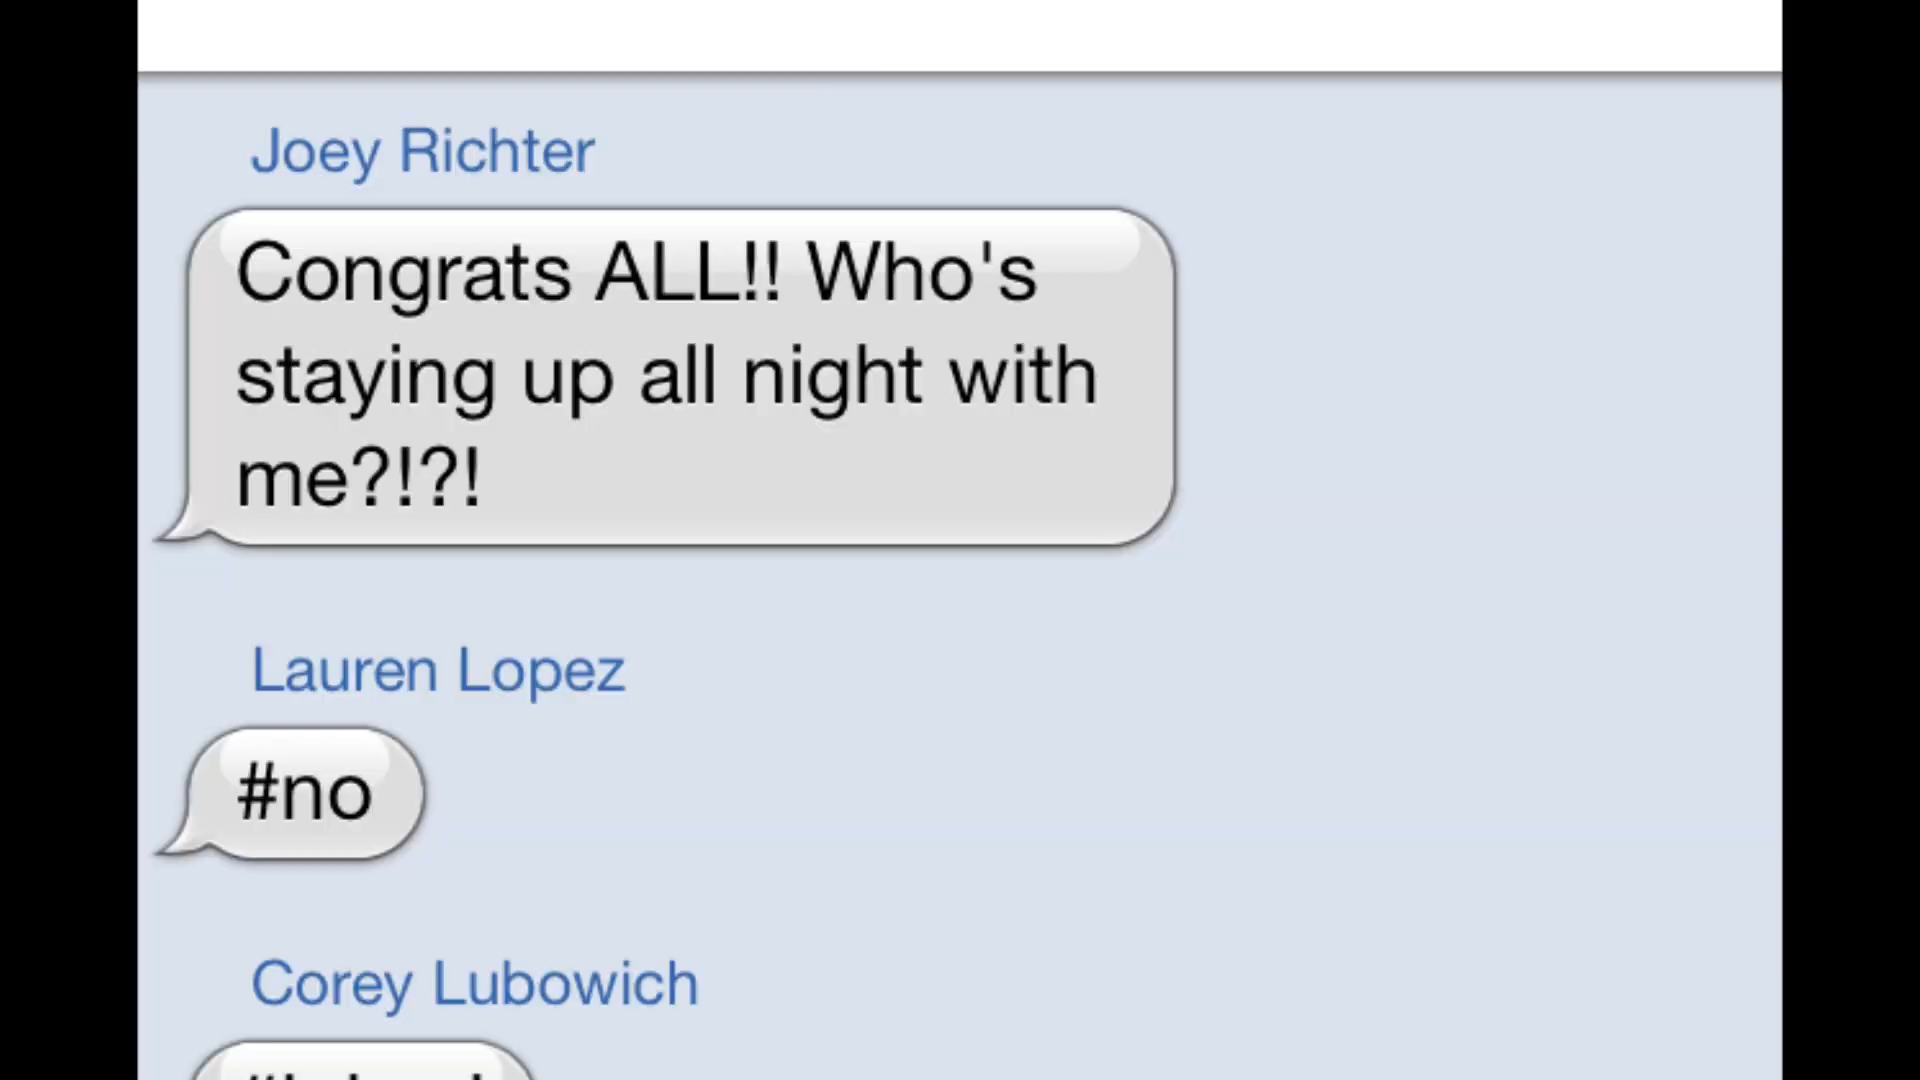 Joey Richter
Congrats ALL!! Who's
staying up all night with
me?!?!
Lauren Lopez
#no
Corey Lubowich